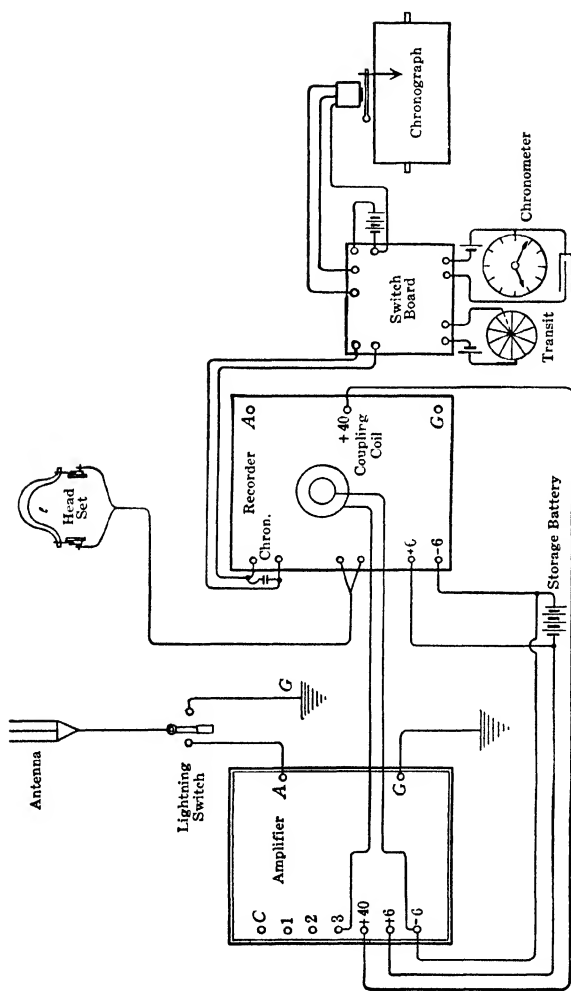 Antenna
Lightning
Switch
G
Amplifier
A
G
C
1
2
3
+40
+6
-6
Head
Set
Recorder
A
Chron.
+40
Coupling
Coil
G
+6
-6
Storage Battery
Switch
Board
Chronograph
Chronometer
Transit